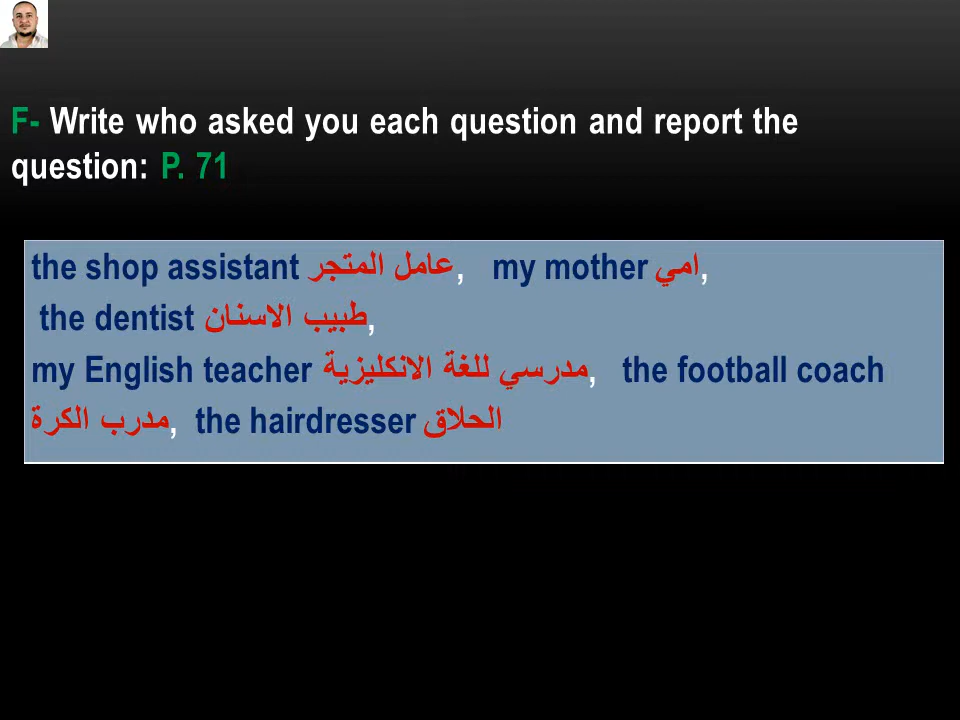 F- Write who asked you each question and report the
question: P. 71
the shop assistant عامل المتجر, my mother امي,
the dentist طبيب الاسنان,
my English teacher مدرسي للغة الانكليزية, the football coach
مدرب الكرة, the hairdresser الحلاق